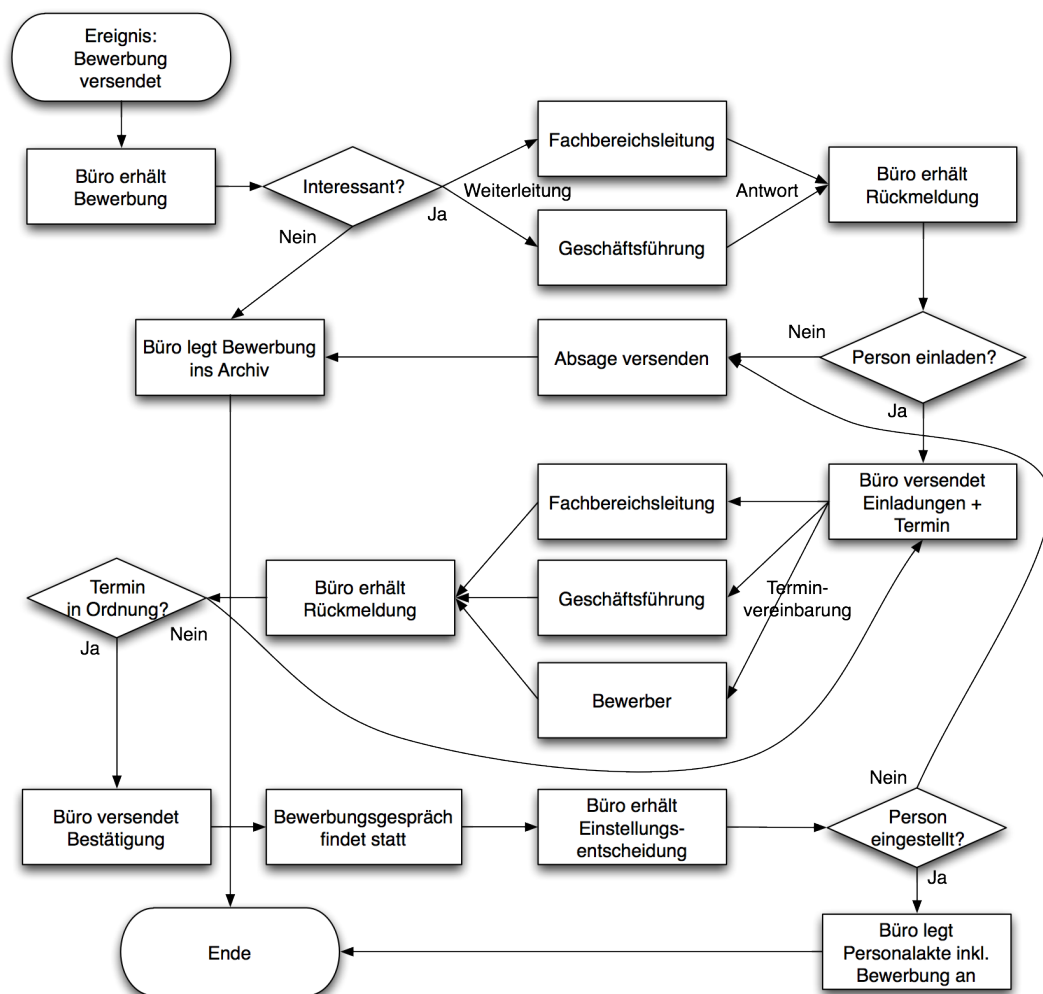 Ereignis:
Bewerbung
versendet
Büro erhält
Bewerbung
Interessant?
Ja
Nein
Weiterleitung
Fachbereichsleitung
Geschäftsführung
Antwort
Büro erhält
Rückmeldung
Büro legt Bewerbung
ins Archiv
Absage versenden
Nein
Person einladen?
Ja
Büro versendet
Einladungen +
Termin
Fachbereichsleitung
Geschäftsführung
Bewerber
Termin-
vereinbarung
Büro erhält
Rückmeldung
Termin
in Ordnung?
Nein
Ja
Büro versendet
Bestätigung
Bewerbungsgespräch
findet statt
Büro erhält
Einstellungs-
entscheidung
Nein
Person
eingestellt?
Ja
Büro legt
Personalakte inkl.
Bewerbung an
Ende